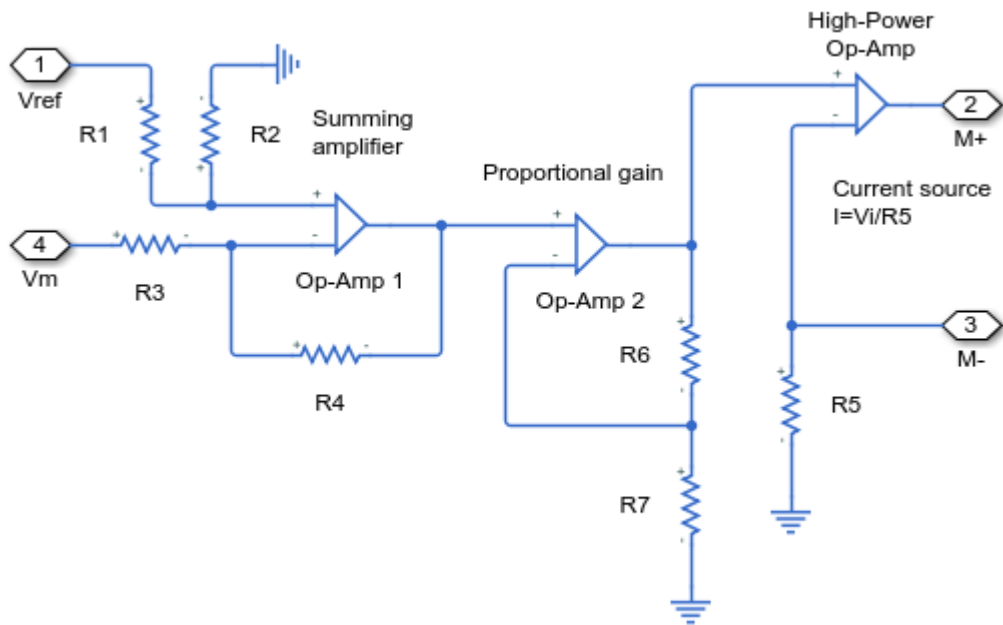 High-Power
Op-Amp
1
Vref
R1
R2
Summing
amplifier
+
-
-
+
+
-
Op-Amp 1
4
Vm
+
-
R3
+
-
R4
Proportional gain
+
-
Op-Amp 2
+
-
R6
+
-
R7
+
-
2
M+
Current source
I=Vi/R5
3
M-
+
-
R5